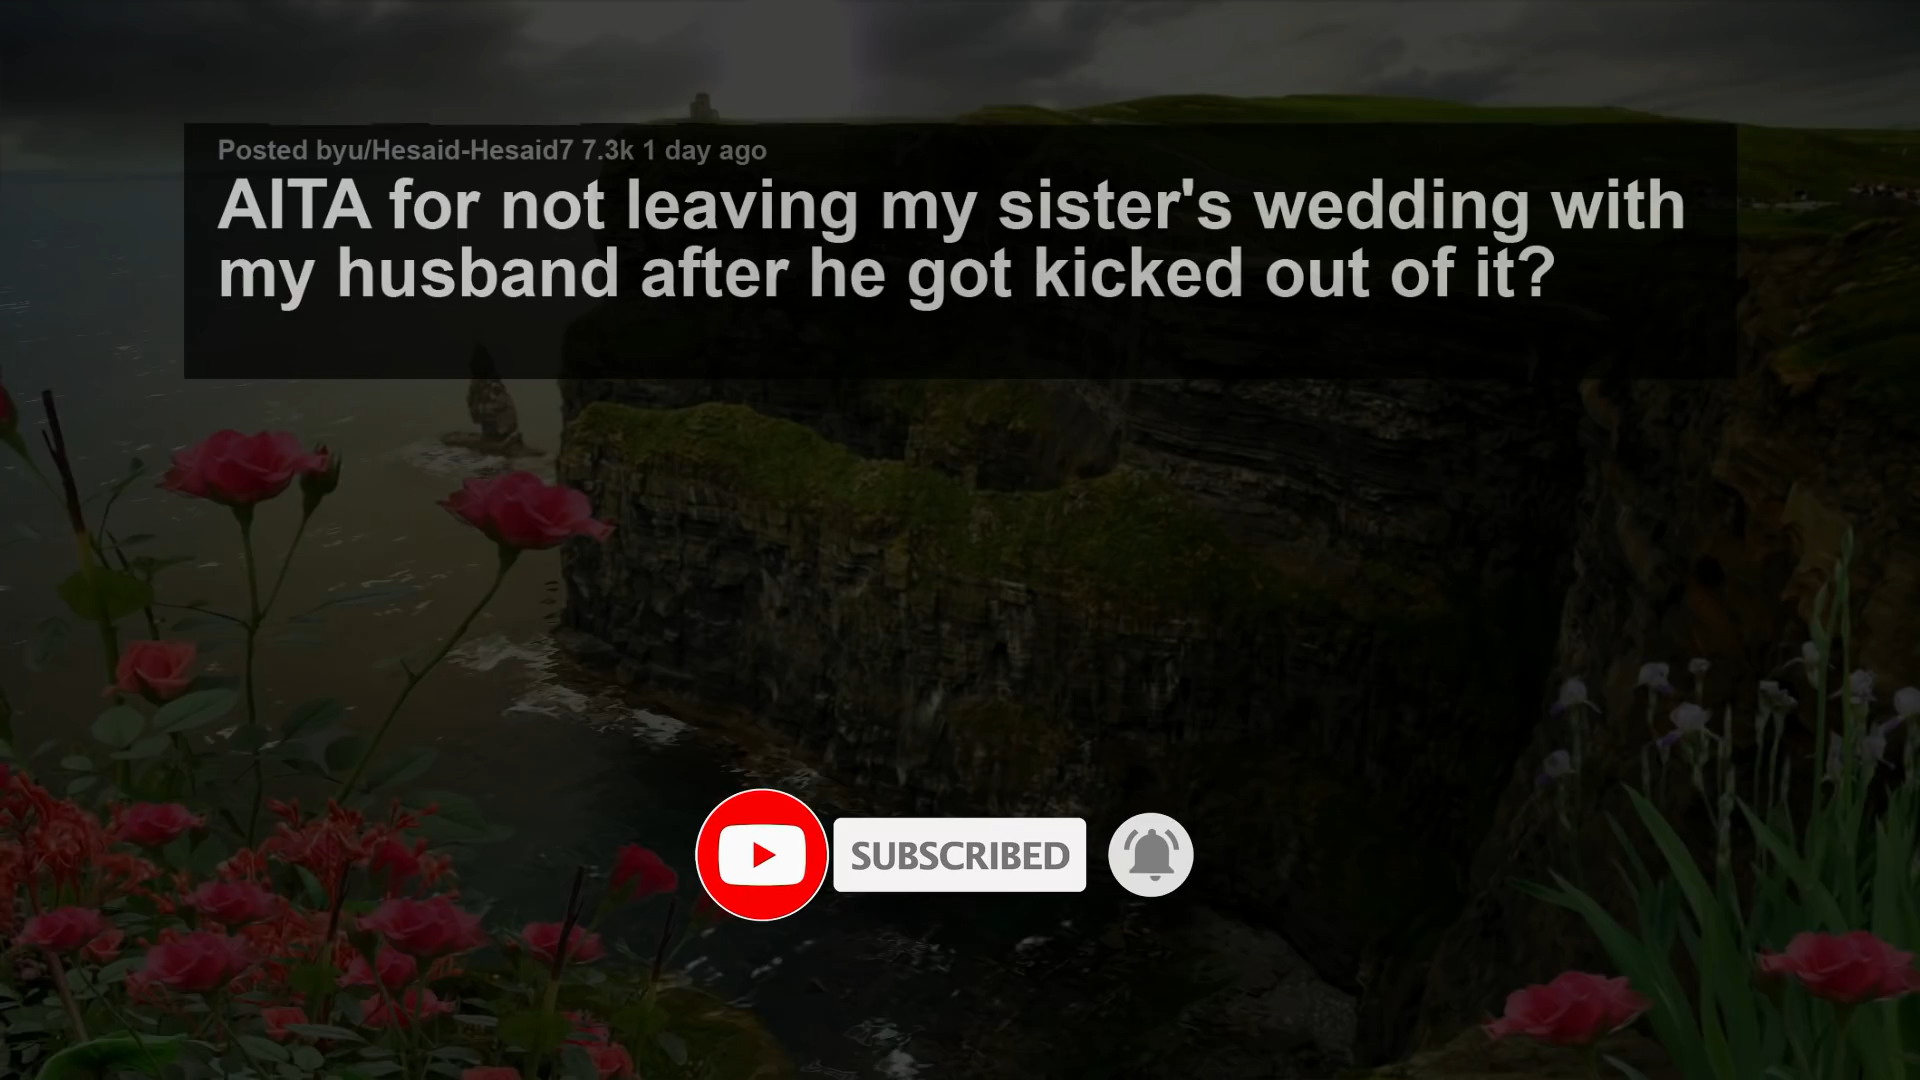 Posted byu/Hesaid-Hesaid7 7.3k 1 day ago
AITA for not leaving my sister's wedding with
my husband after he got kicked out of it?
SUBSCRIBED